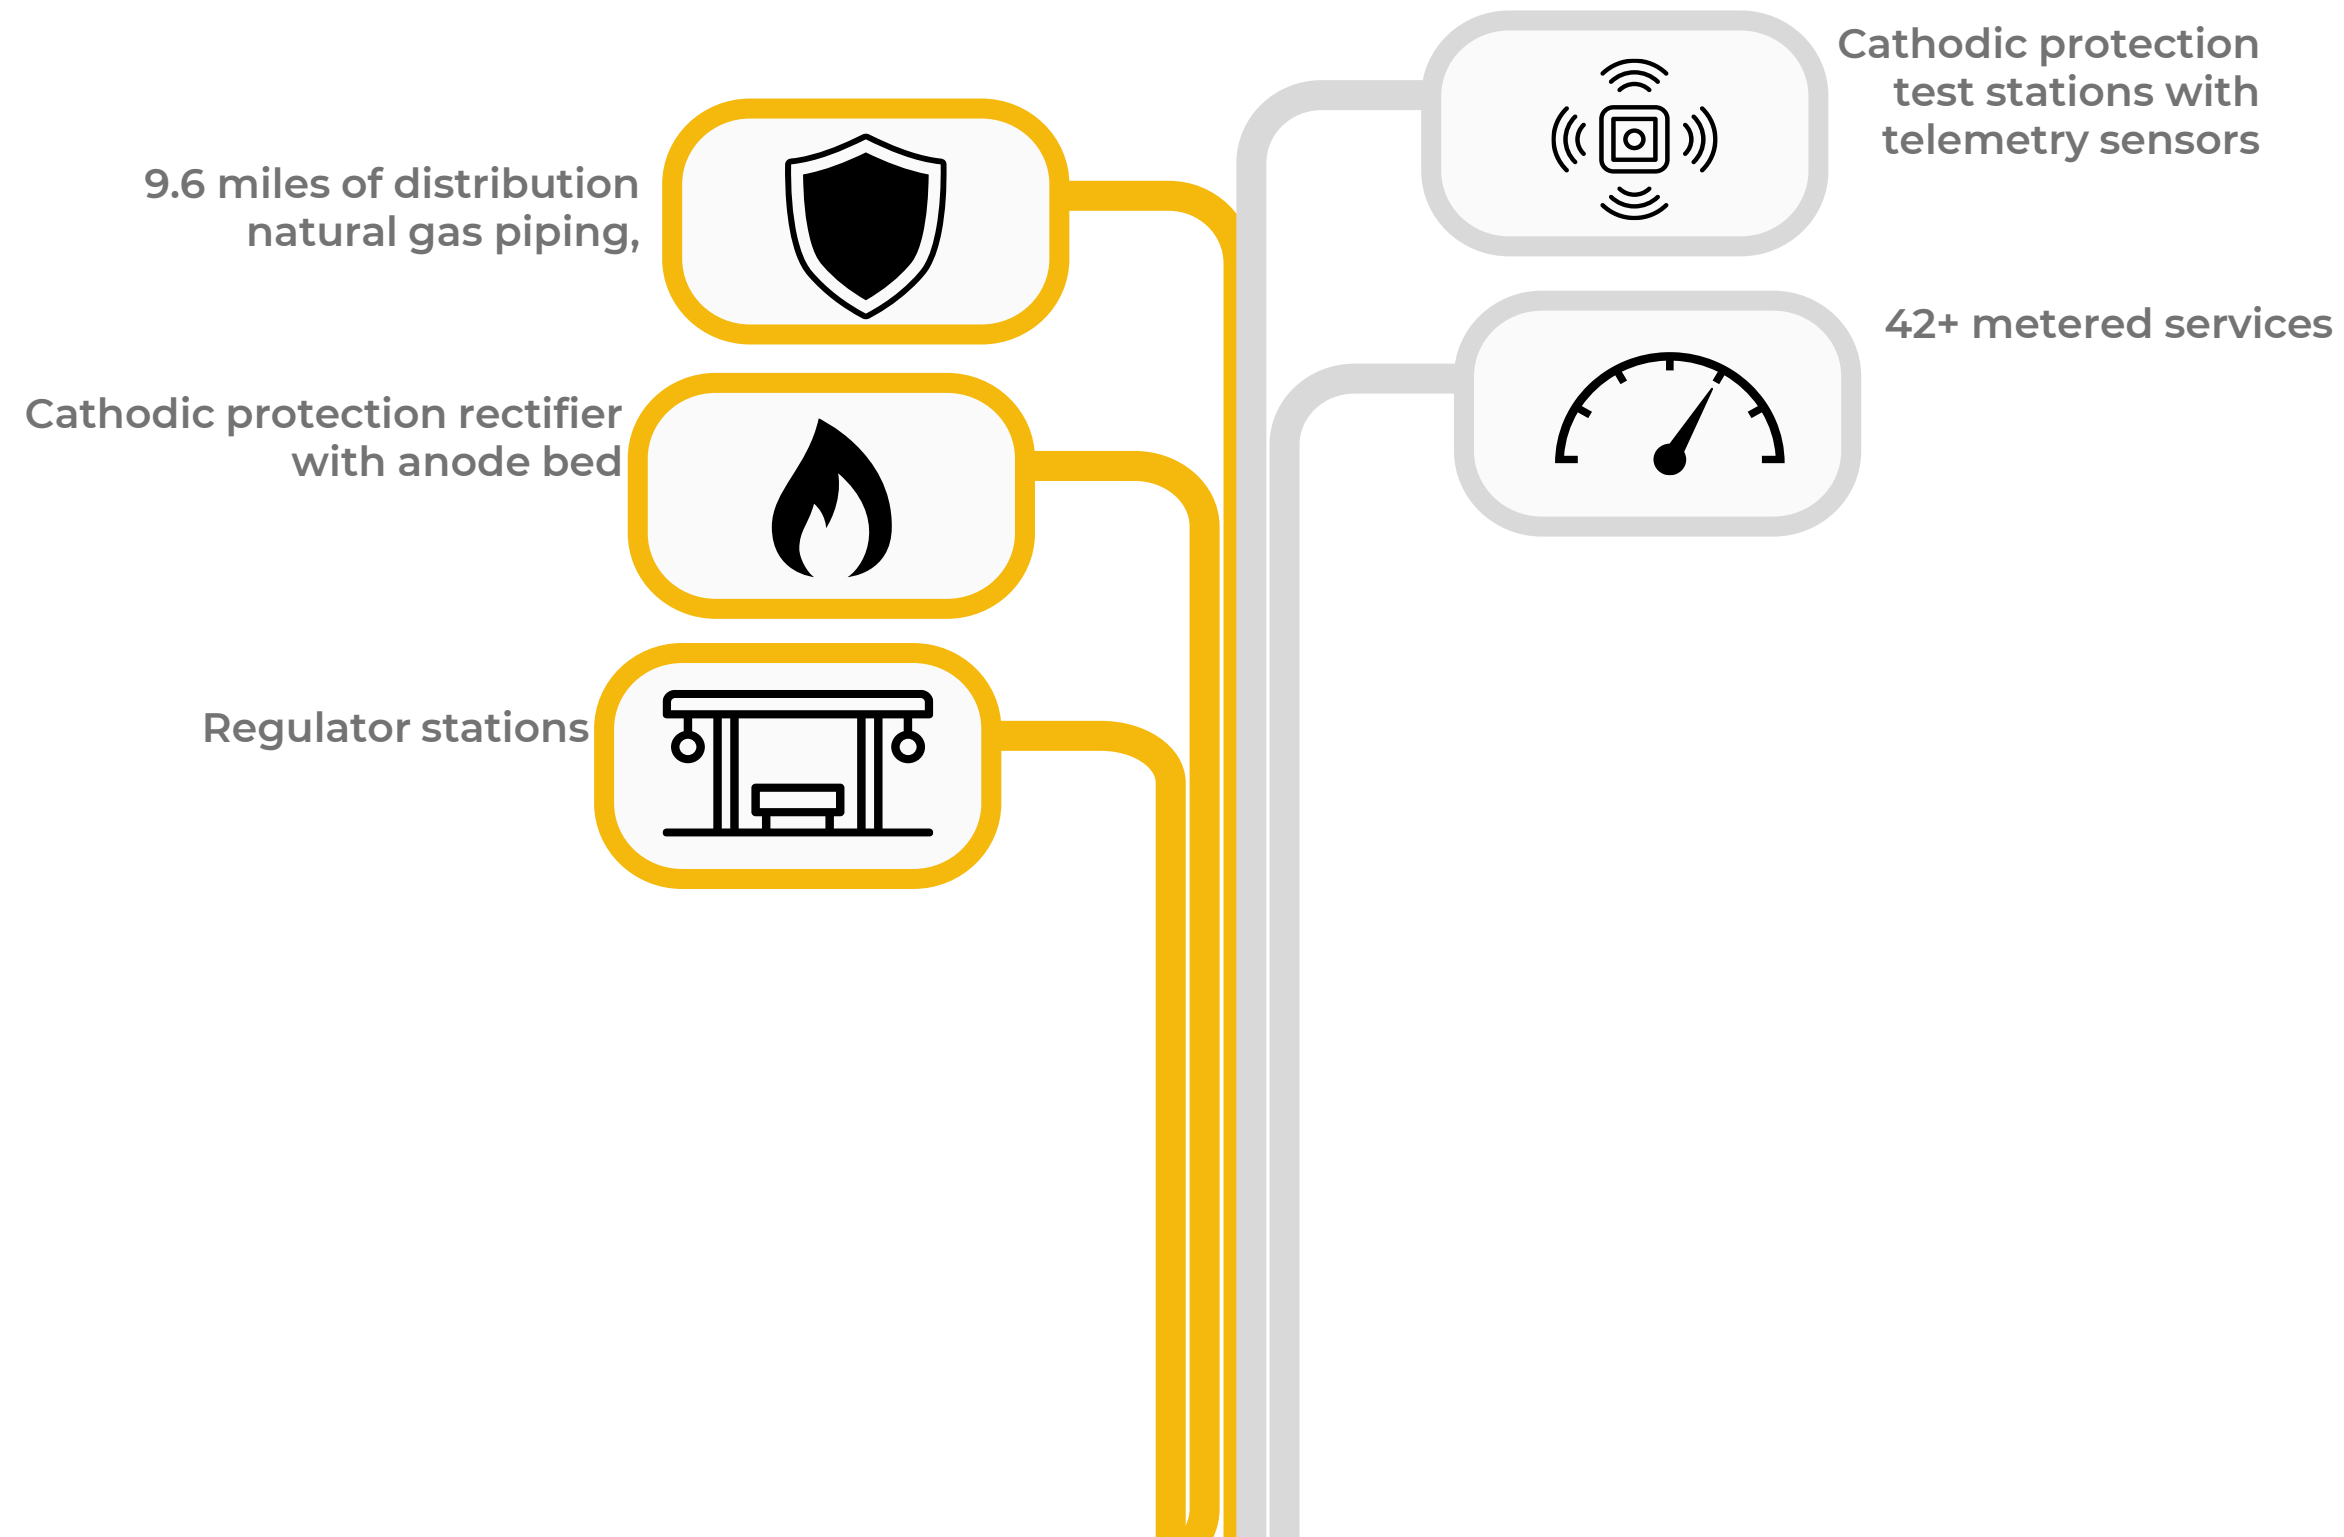 9.6 miles of distribution
natural gas piping,
Cathodic protection rectifier
with anode bed
Regulator stations
Cathodic protection
test stations with
telemetry sensors
42+ metered services